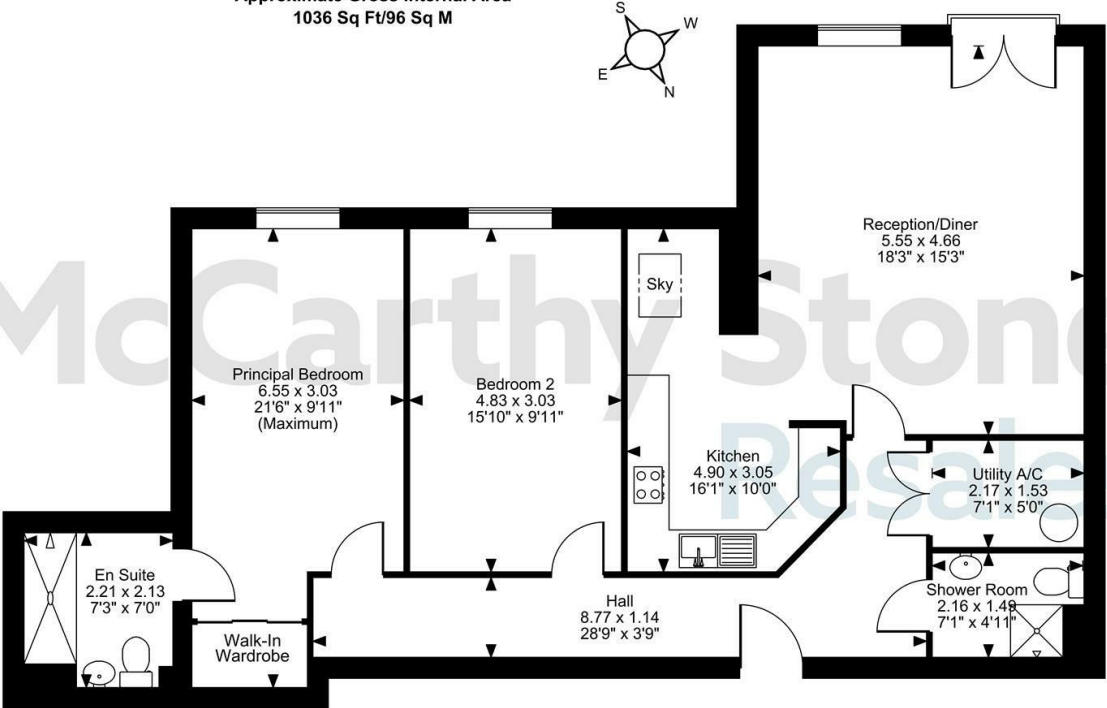 Approximate Gross Internal Area
1036 Sq Ft/96 Sq M
S
W
E
N
Reception/Diner
5.55 x 4.66
18'3" x 15'3"
Sky
McCarthy Stone
Resale
Principal Bedroom
6.55 x 3.03
21'6" x 9'11"
(Maximum)
Bedroom 2
4.83 x 3.03
15'10" x 9'11"
Kitchen
4.90 x 3.05
16'1" x 10'0"
Utility A/C
2.17 x 1.53
7'1" x 5'0"
En Suite
2.21 x 2.13
7'3" x 7'0"
Walk-In
Wardrobe
Hall
8.77 x 1.14
28'9" x 3'9"
Shower Room
2.16 x 1.49
7'1" x 4'11"